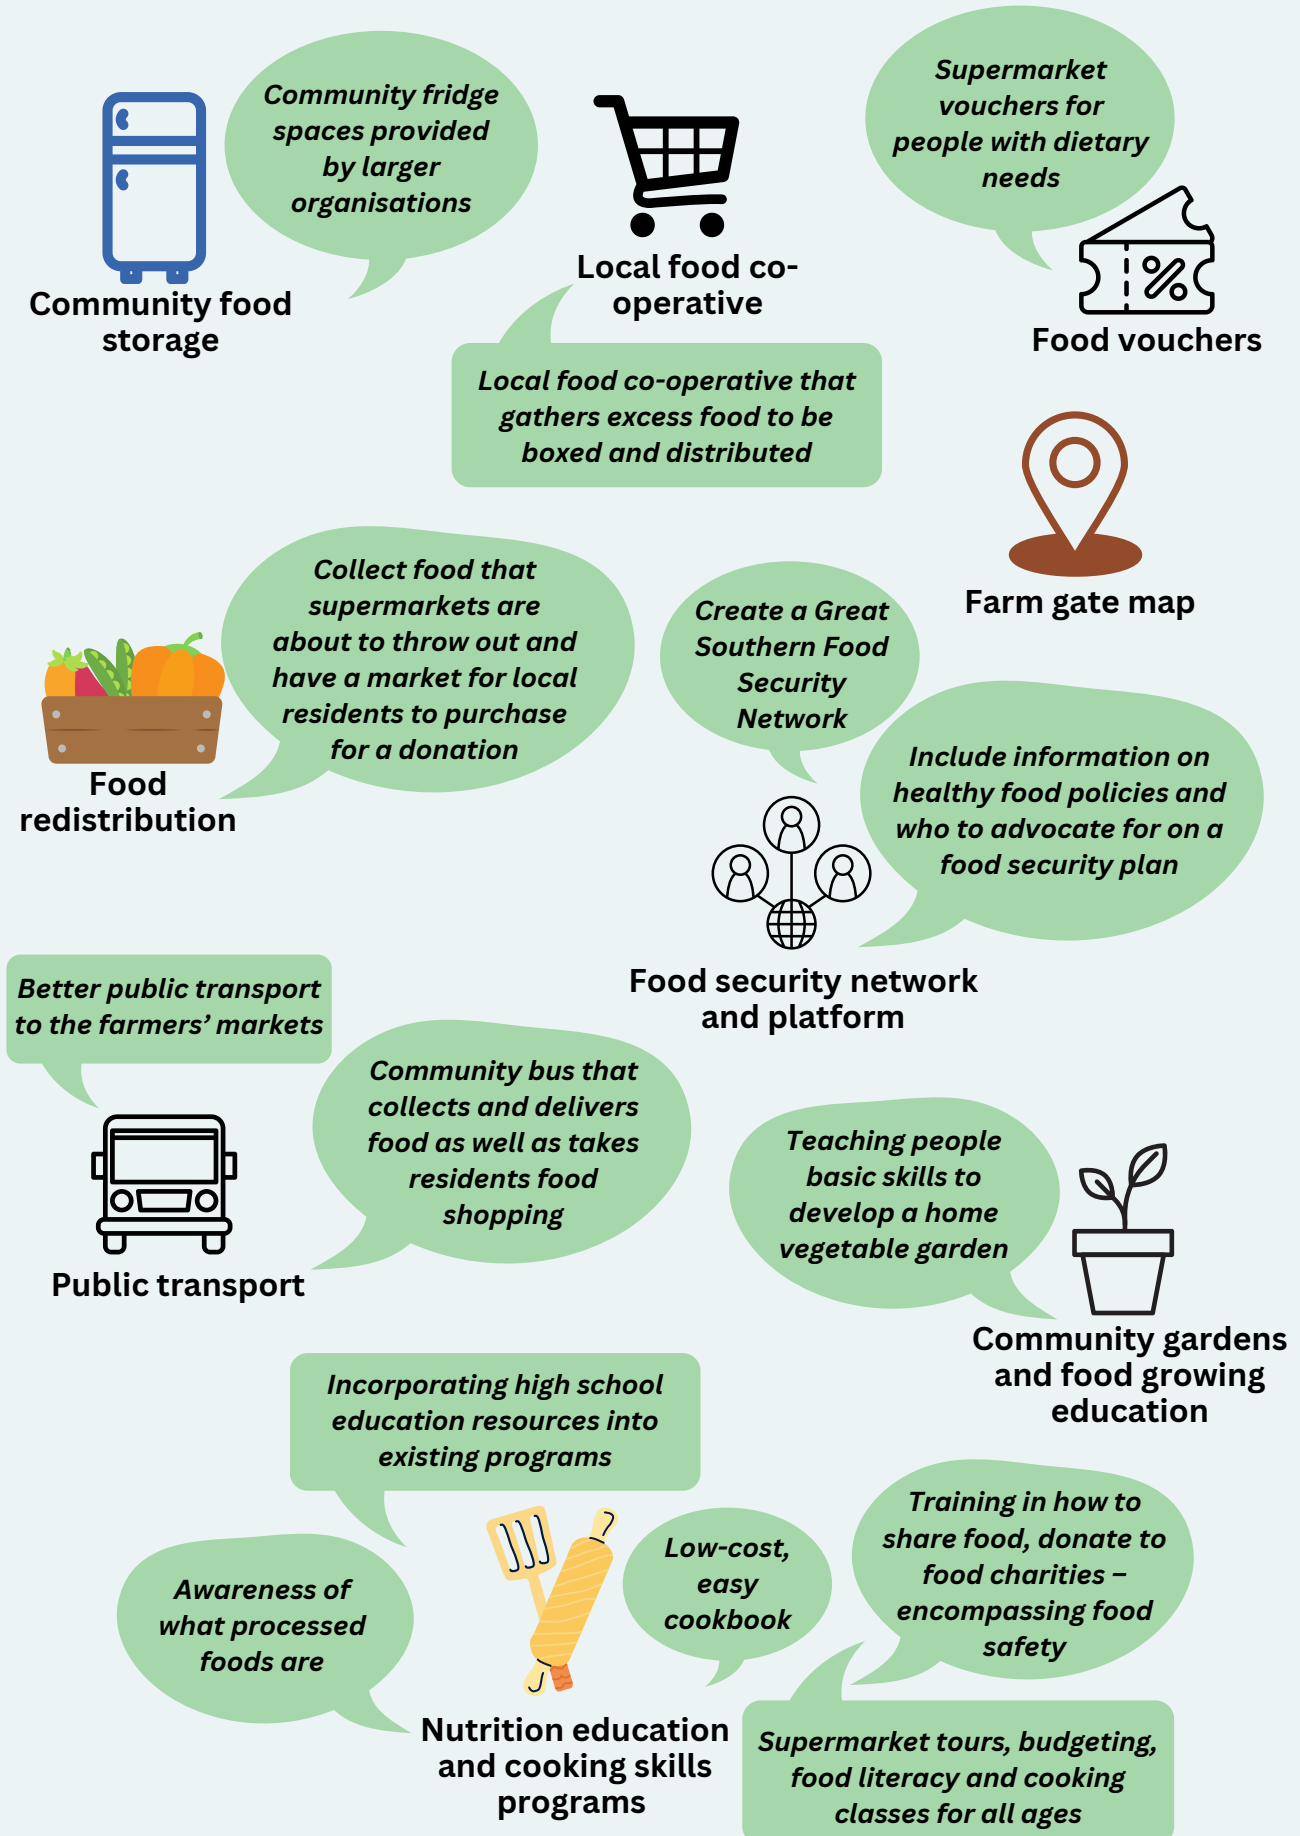 Community fridge
spaces provided
by larger
organisations
Community food
storage
Local food co-
operative
Local food co-operative that
gathers excess food to be
boxed and distributed
Supermarket
vouchers for
people with dietary
needs
%
Food vouchers
Farm gate map
Collect food that
supermarkets are
about to throw out and
have a market for local
residents to purchase
for a donation
Food
redistribution
Create a Great
Southern Food
Security
Network
Include information on
healthy food policies and
who to advocate for on a
food security plan
Food security network
and platform
Better public transport
to the farmers’ markets
Community bus that
collects and delivers
food as well as takes
residents food
shopping
Public transport
Teaching people
basic skills to
develop a home
vegetable garden
Community gardens
and food growing
education
Incorporating high school
education resources into
existing programs
Awareness of
what processed
foods are
Low-cost,
easy
cookbook
Training in how to
share food, donate to
food charities –
encompassing food
safety
Nutrition education
and cooking skills
programs
Supermarket tours, budgeting,
food literacy and cooking
classes for all ages